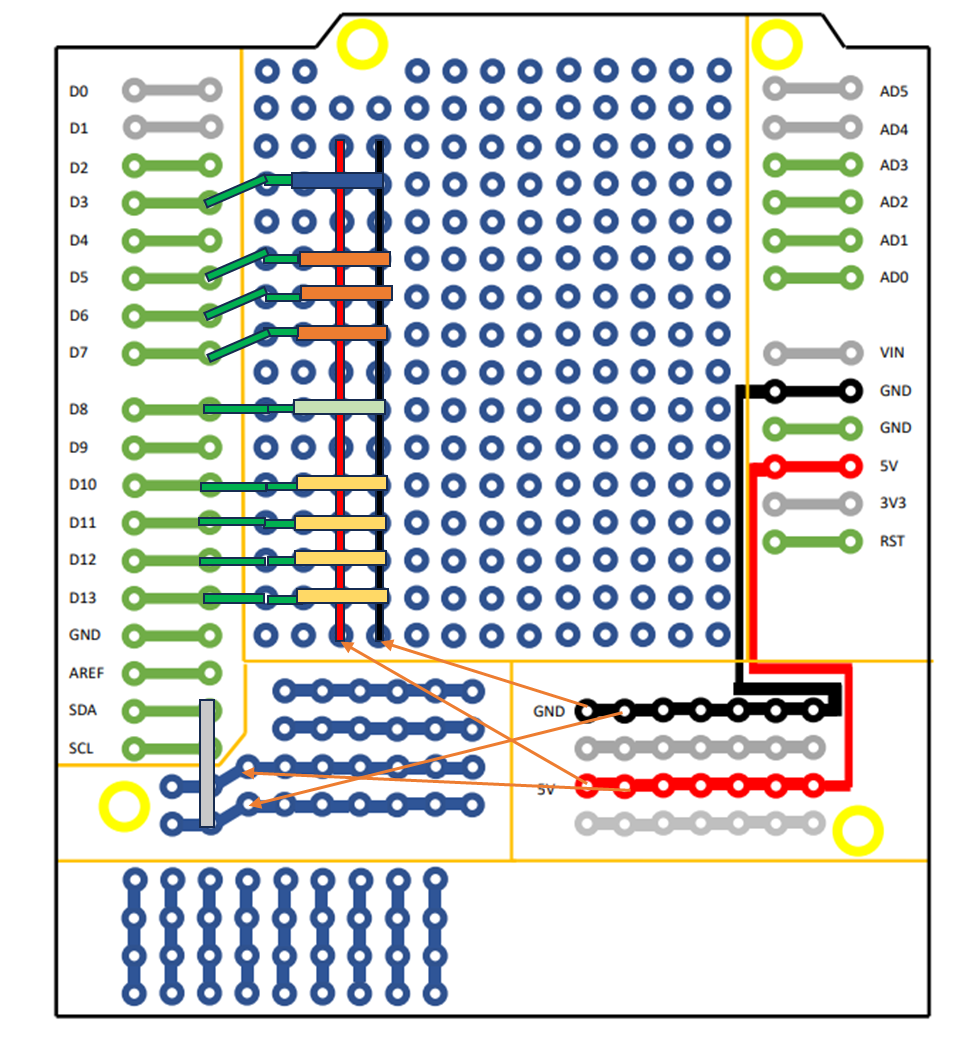 D0
D1
D2
D3
D4
D5
D6
D7
D8
D9
D10
D11
D12
D13
GND
AREF
SDA
SCL
AD5
AD4
AD3
AD2
AD1
AD0
VIN
GND
GND
5V
3V3
RST
GND
5V